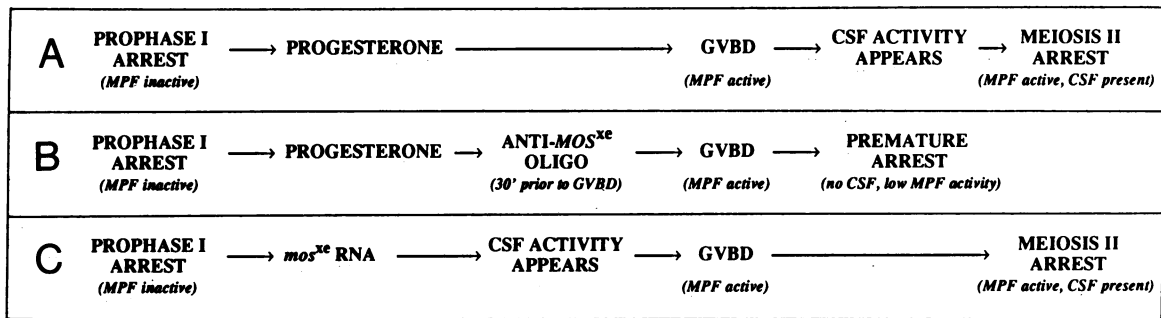 A
PROPHASE I ARREST
(MPF inactive)
PROGESTERONE
GVBD
(MPF active)
CSF ACTIVITY APPEARS
MEIOSIS II ARREST
(MPF active, CSF present)
B
PROPHASE I ARREST
(MPF inactive)
PROGESTERONE
ANTI-MOSxe OLIGO
(30' prior to GVBD)
GVBD
(MPF active)
PREMATURE ARREST
(no CSF, low MPF activity)
C
PROPHASE I ARREST
(MPF inactive)
mosxe RNA
CSF ACTIVITY APPEARS
GVBD
(MPF active)
MEIOSIS II ARREST
(MPF active, CSF present)